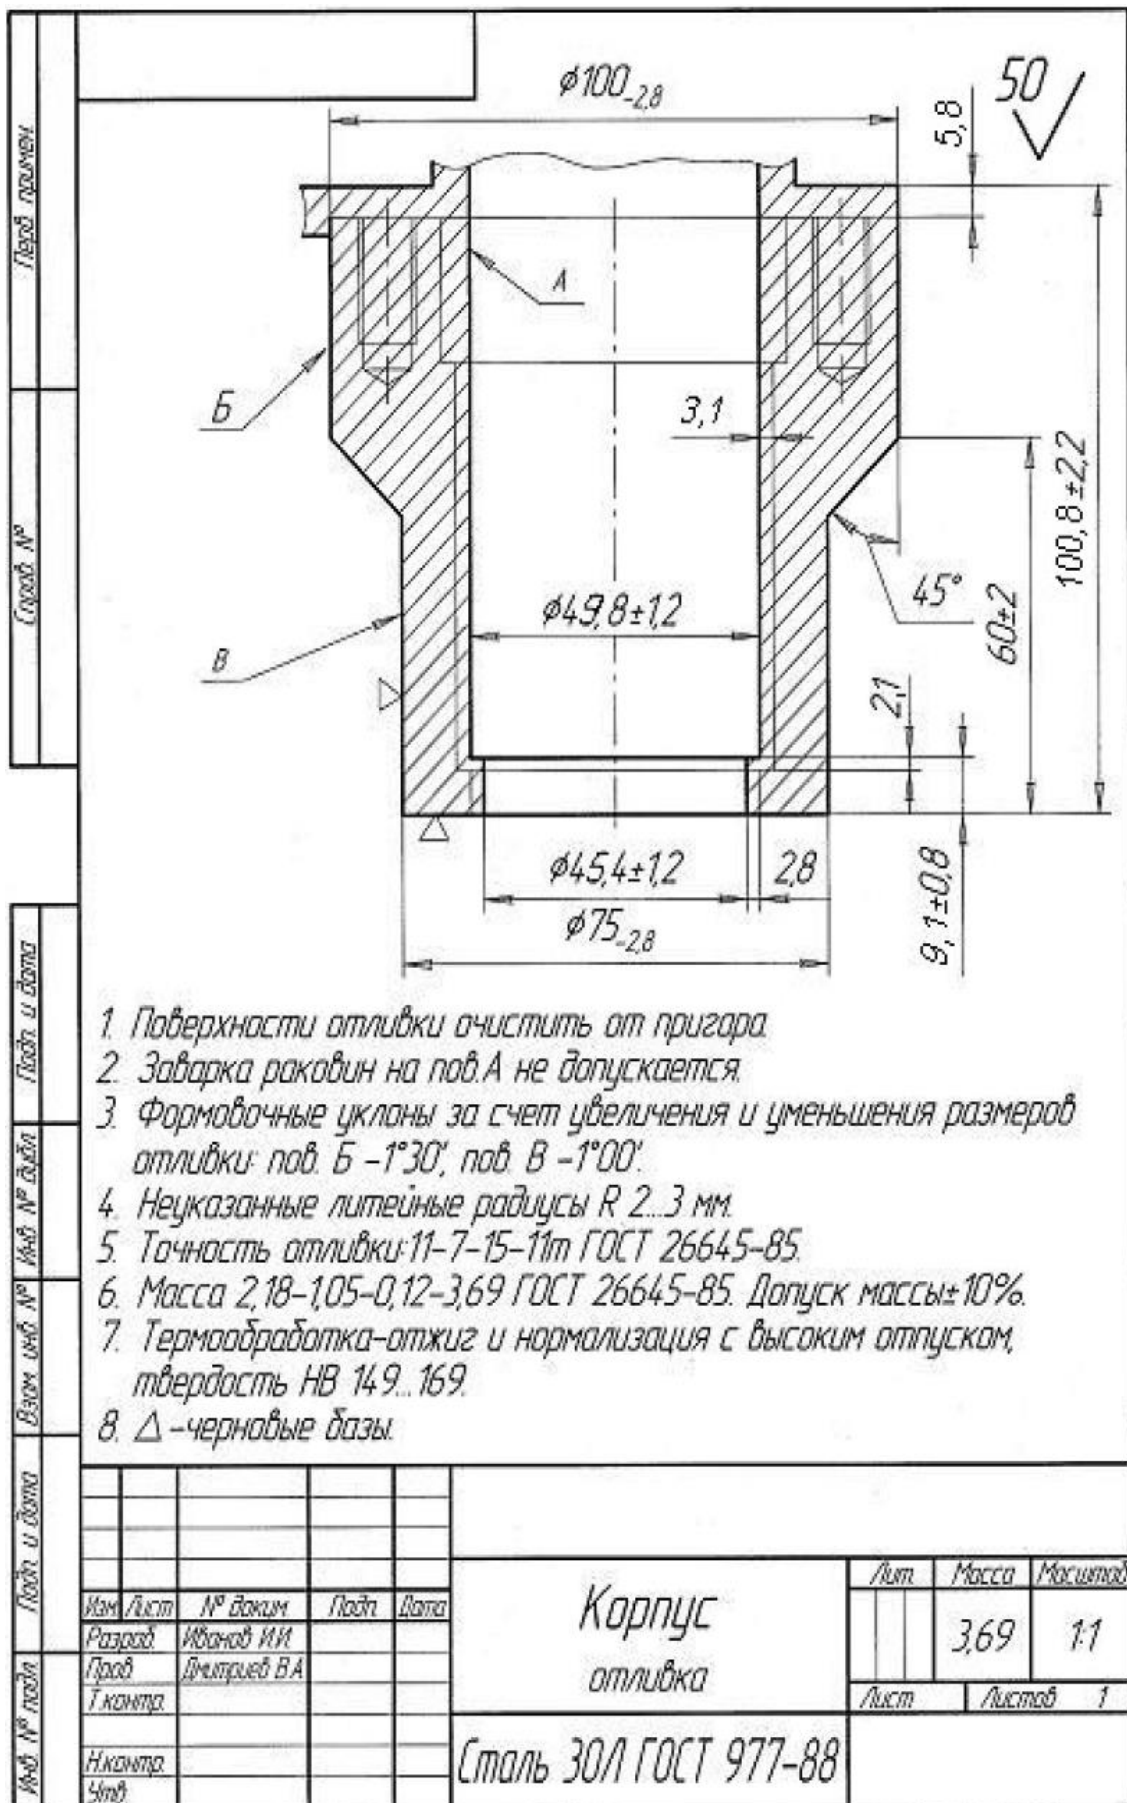 Перв. примен.
Справ. №
Подп. и дата
Инв. № дубл.
Взам. инв. №
Подп. и дата
Инв. № подл.
⌀100-2,8
50
5,8
А
Б
3,1
100,8±2,2
45°
60±2
⌀49,8±1,2
В
2,1
⌀45,4±1,2
2,8
9,1±0,8
⌀75-2,8
1. Поверхности отливки очистить от пригара.
2. Заварка раковин на пов.А не допускается.
3. Формовочные уклоны за счет увеличения и уменьшения размеров
отливки: пов. Б -1°30', пов. В -1°00'.
4. Неуказанные литейные радиусы R 2...3 мм.
5. Точность отливки:11-7-15-11т ГОСТ 26645-85.
6. Масса 2,18-1,05-0,12-3,69 ГОСТ 26645-85. Допуск массы±10%.
7. Термообработка-отжиг и нормализация с высоким отпуском,
твердость НВ 149...169.
8. △ -черновые базы.
Изм. Лист № докум. Подп. Дата
Разраб. Иванов И.И.
Пров. Дмитриев В.А.
Т.контр.
Н.контр.
Утв.
Корпус
отливка
Сталь 30Л ГОСТ 977-88
Лит. Масса Масштаб
3,69 1:1
Лист Листов 1